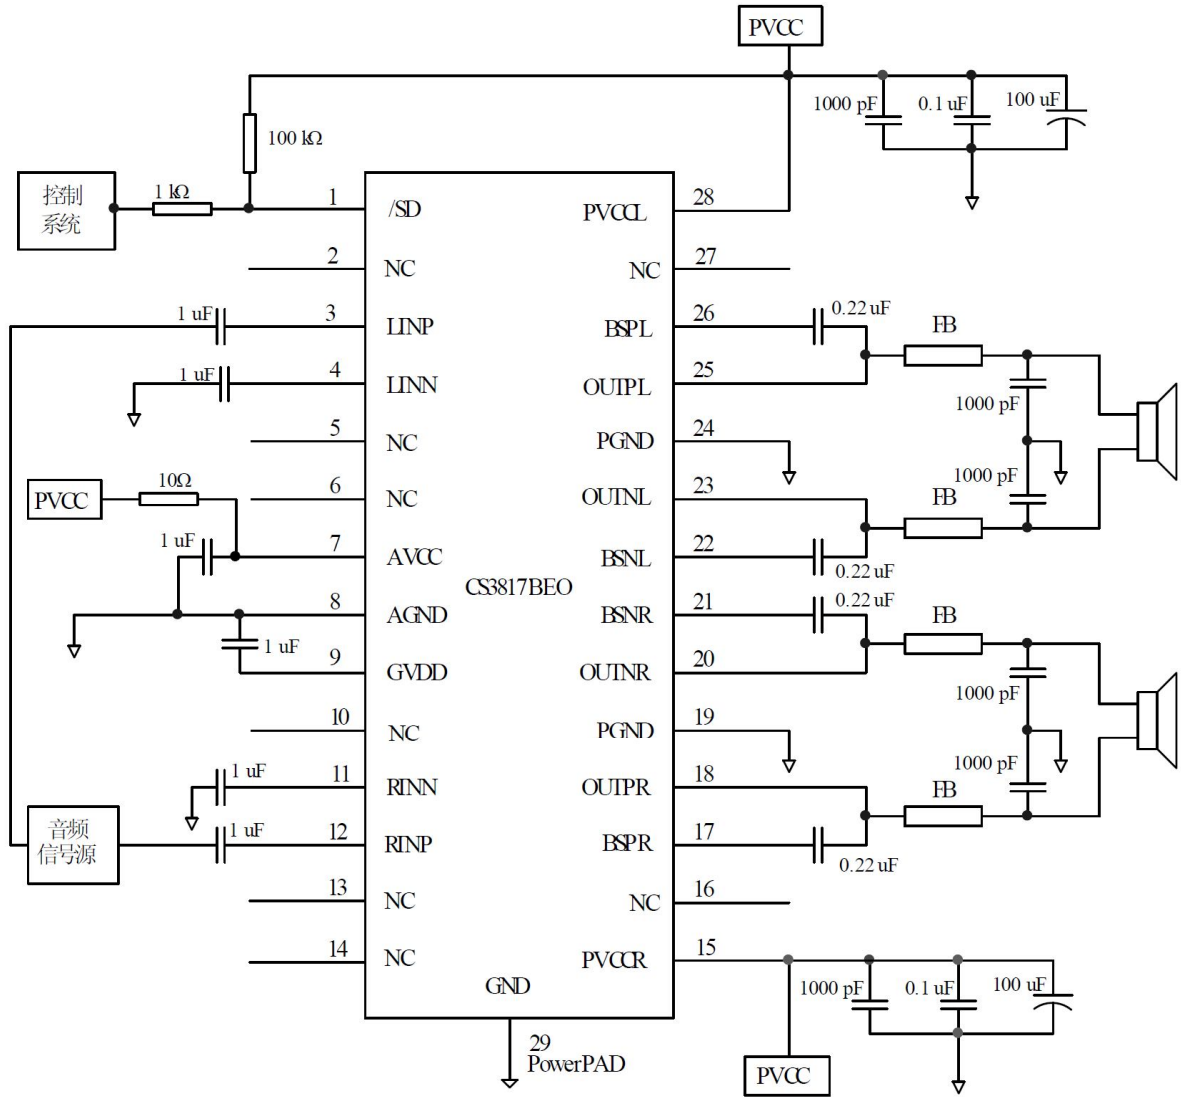 PVCC
1000 pF
0.1 uF
100 uF
100 kΩ
控制
系统
1 kΩ
1
/SD
PVCCL
28
2
NC
NC
27
1 uF
3
LINP
BSPL
26
0.22 uF
FB
1 uF
4
LINN
OUTPL
25
1000 pF
5
NC
PGND
24
1000 pF
PVCC
10Ω
6
NC
OUTNL
23
FB
1 uF
7
AVCC
BSNL
22
0.22 uF
CS3817BEO
8
AGND
BSNR
21
0.22 uF
FB
1 uF
9
GVDD
OUTNR
20
1000 pF
10
NC
PGND
19
1000 pF
1 uF
11
RINN
OUTPR
18
FB
音频
信号源
1 uF
12
RINP
BSPR
17
0.22 uF
13
NC
NC
16
14
NC
PVCCR
15
GND
1000 pF
0.1 uF
100 uF
29
PowerPAD
PVCC